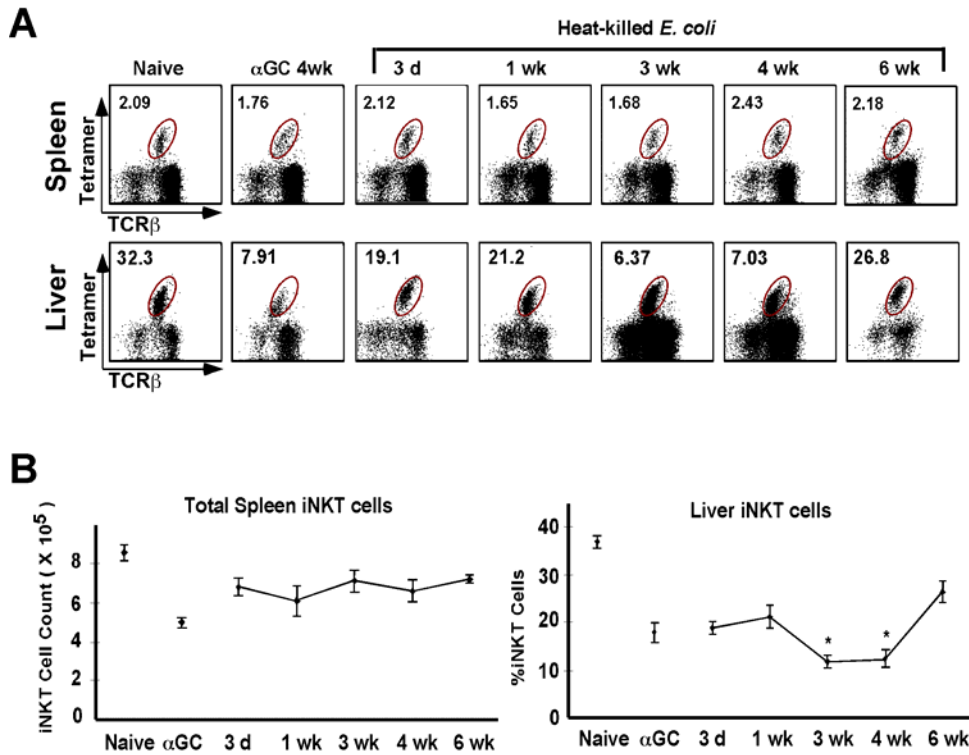 A
Heat-killed E. coli
Naive αGC 4wk 3 d 1 wk 3 wk 4 wk 6 wk
Spleen
Tetramer
2.09 1.76 2.12 1.65 1.68 2.43 2.18
TCRβ
Liver
Tetramer
32.3 7.91 19.1 21.2 6.37 7.03 26.8
TCRβ
B
Total Spleen iNKT cells
iNKT Cell Count ( X 10⁵ )
8
6
4
2
0
Naive αGC 3 d 1 wk 3 wk 4 wk 6 wk
Liver iNKT cells
%iNKT Cells
40
30
20
10
0
* *
Naive αGC 3 d 1 wk 3 wk 4 wk 6 wk